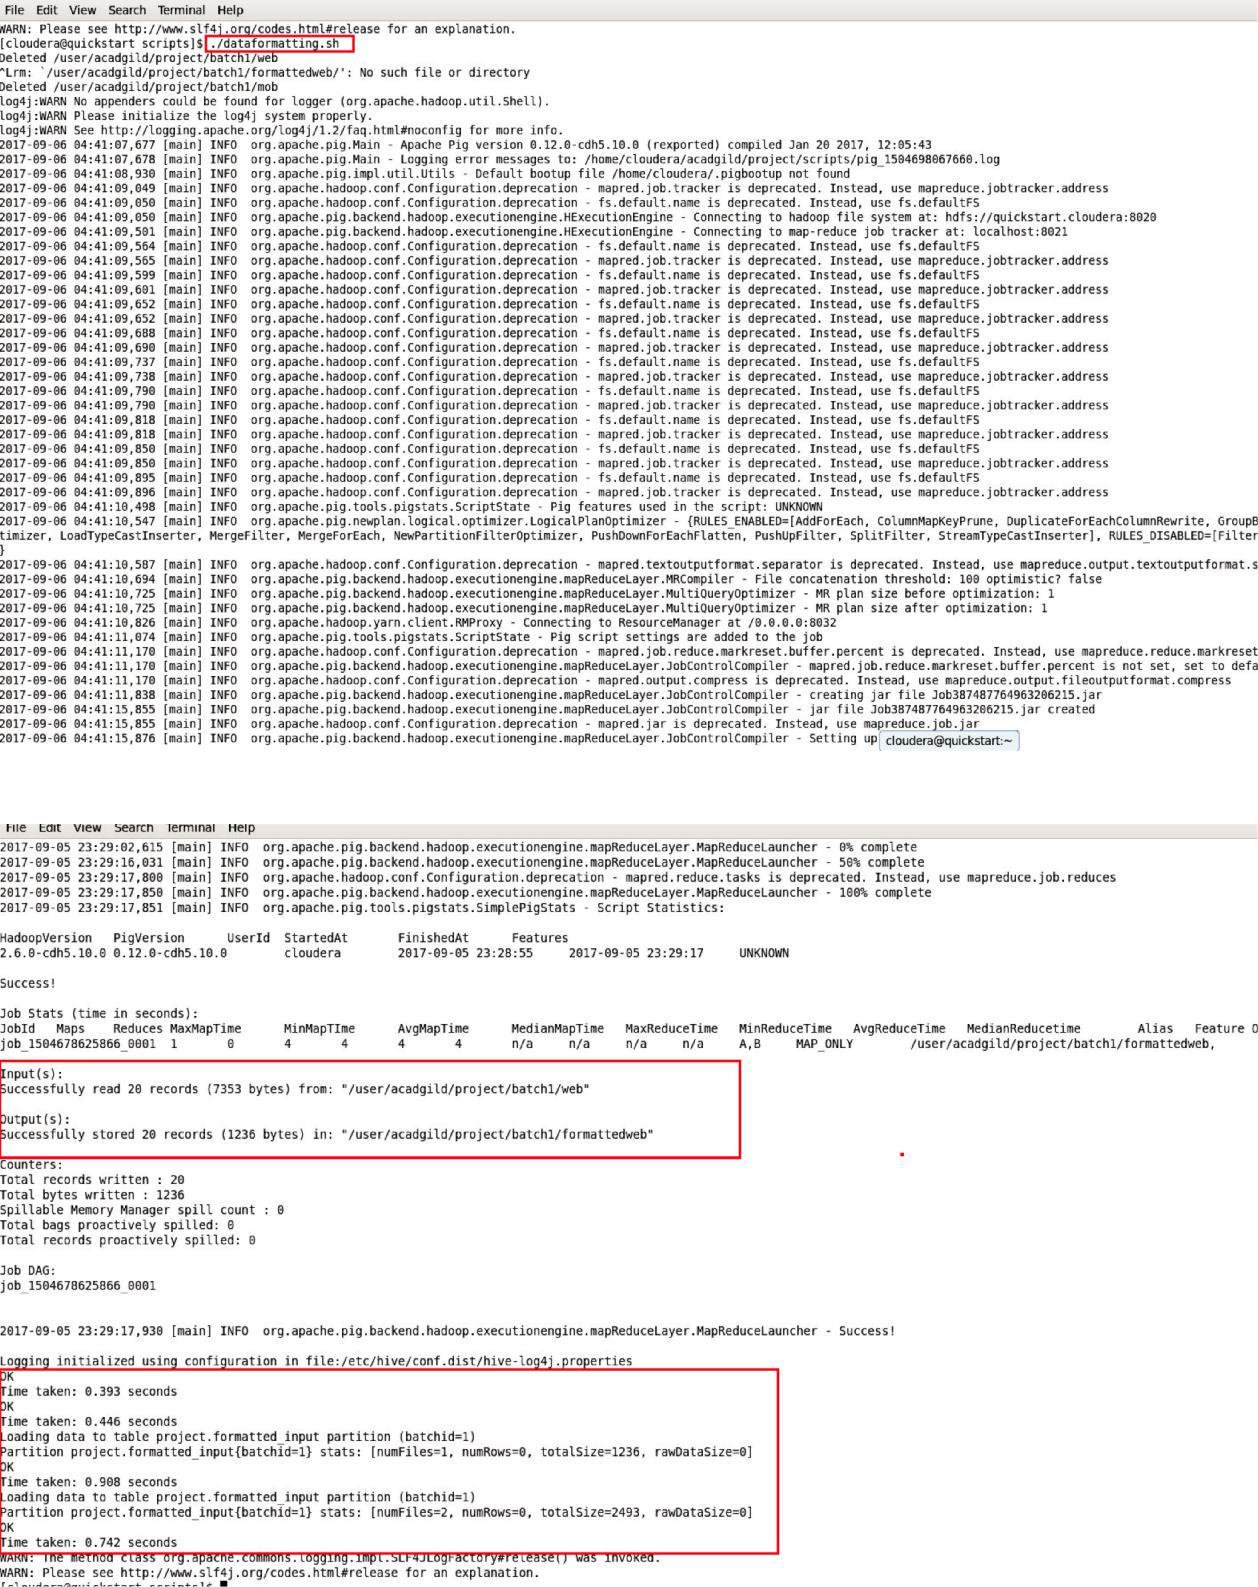 File Edit View Search Terminal Help
WARN: Please see http://www.slf4j.org/codes.html#release for an explanation.
[cloudera@quickstart scripts]$ ./dataformatting.sh
Deleted /user/acadgild/project/batch1/web
^Lrm: `/user/acadgild/project/batch1/formattedweb/': No such file or directory
Deleted /user/acadgild/project/batch1/mob
log4j:WARN No appenders could be found for logger (org.apache.hadoop.util.Shell).
log4j:WARN Please initialize the log4j system properly.
log4j:WARN See http://logging.apache.org/log4j/1.2/faq.html#noconfig for more info.
2017-09-06 04:41:07,677 [main] INFO  org.apache.pig.Main - Apache Pig version 0.12.0-cdh5.10.0 (rexported) compiled Jan 20 2017, 12:05:43
2017-09-06 04:41:07,678 [main] INFO  org.apache.pig.Main - Logging error messages to: /home/cloudera/acadgild/project/scripts/pig_1504698067660.log
2017-09-06 04:41:08,930 [main] INFO  org.apache.pig.impl.util.Utils - Default bootup file /home/cloudera/.pigbootup not found
2017-09-06 04:41:09,049 [main] INFO  org.apache.hadoop.conf.Configuration.deprecation - mapred.job.tracker is deprecated. Instead, use mapreduce.jobtracker.address
2017-09-06 04:41:09,050 [main] INFO  org.apache.hadoop.conf.Configuration.deprecation - fs.default.name is deprecated. Instead, use fs.defaultFS
2017-09-06 04:41:09,050 [main] INFO  org.apache.pig.backend.hadoop.executionengine.HExecutionEngine - Connecting to hadoop file system at: hdfs://quickstart.cloudera:8020
2017-09-06 04:41:09,501 [main] INFO  org.apache.pig.backend.hadoop.executionengine.HExecutionEngine - Connecting to map-reduce job tracker at: localhost:8021
2017-09-06 04:41:09,564 [main] INFO  org.apache.hadoop.conf.Configuration.deprecation - fs.default.name is deprecated. Instead, use fs.defaultFS
2017-09-06 04:41:09,565 [main] INFO  org.apache.hadoop.conf.Configuration.deprecation - mapred.job.tracker is deprecated. Instead, use mapreduce.jobtracker.address
2017-09-06 04:41:09,599 [main] INFO  org.apache.hadoop.conf.Configuration.deprecation - fs.default.name is deprecated. Instead, use fs.defaultFS
2017-09-06 04:41:09,601 [main] INFO  org.apache.hadoop.conf.Configuration.deprecation - mapred.job.tracker is deprecated. Instead, use mapreduce.jobtracker.address
2017-09-06 04:41:09,652 [main] INFO  org.apache.hadoop.conf.Configuration.deprecation - fs.default.name is deprecated. Instead, use fs.defaultFS
2017-09-06 04:41:09,652 [main] INFO  org.apache.hadoop.conf.Configuration.deprecation - mapred.job.tracker is deprecated. Instead, use mapreduce.jobtracker.address
2017-09-06 04:41:09,688 [main] INFO  org.apache.hadoop.conf.Configuration.deprecation - fs.default.name is deprecated. Instead, use fs.defaultFS
2017-09-06 04:41:09,690 [main] INFO  org.apache.hadoop.conf.Configuration.deprecation - mapred.job.tracker is deprecated. Instead, use mapreduce.jobtracker.address
2017-09-06 04:41:09,737 [main] INFO  org.apache.hadoop.conf.Configuration.deprecation - fs.default.name is deprecated. Instead, use fs.defaultFS
2017-09-06 04:41:09,738 [main] INFO  org.apache.hadoop.conf.Configuration.deprecation - mapred.job.tracker is deprecated. Instead, use mapreduce.jobtracker.address
2017-09-06 04:41:09,790 [main] INFO  org.apache.hadoop.conf.Configuration.deprecation - fs.default.name is deprecated. Instead, use fs.defaultFS
2017-09-06 04:41:09,790 [main] INFO  org.apache.hadoop.conf.Configuration.deprecation - mapred.job.tracker is deprecated. Instead, use mapreduce.jobtracker.address
2017-09-06 04:41:09,818 [main] INFO  org.apache.hadoop.conf.Configuration.deprecation - fs.default.name is deprecated. Instead, use fs.defaultFS
2017-09-06 04:41:09,818 [main] INFO  org.apache.hadoop.conf.Configuration.deprecation - mapred.job.tracker is deprecated. Instead, use mapreduce.jobtracker.address
2017-09-06 04:41:09,850 [main] INFO  org.apache.hadoop.conf.Configuration.deprecation - fs.default.name is deprecated. Instead, use fs.defaultFS
2017-09-06 04:41:09,850 [main] INFO  org.apache.hadoop.conf.Configuration.deprecation - mapred.job.tracker is deprecated. Instead, use mapreduce.jobtracker.address
2017-09-06 04:41:09,895 [main] INFO  org.apache.hadoop.conf.Configuration.deprecation - fs.default.name is deprecated. Instead, use fs.defaultFS
2017-09-06 04:41:09,896 [main] INFO  org.apache.hadoop.conf.Configuration.deprecation - mapred.job.tracker is deprecated. Instead, use mapreduce.jobtracker.address
2017-09-06 04:41:10,498 [main] INFO  org.apache.pig.tools.pigstats.ScriptState - Pig features used in the script: UNKNOWN
2017-09-06 04:41:10,547 [main] INFO  org.apache.pig.newplan.logical.optimizer.LogicalPlanOptimizer - {RULES_ENABLED=[AddForEach, ColumnMapKeyPrune, DuplicateForEachColumnRewrite, GroupB
timizer, LoadTypeCastInserter, MergeFilter, MergeForEach, NewPartitionFilterOptimizer, PushDownForEachFlatten, PushUpFilter, SplitFilter, StreamTypeCastInserter], RULES_DISABLED=[Filter
}
2017-09-06 04:41:10,587 [main] INFO  org.apache.hadoop.conf.Configuration.deprecation - mapred.textoutputformat.separator is deprecated. Instead, use mapreduce.output.textoutputformat.s
2017-09-06 04:41:10,694 [main] INFO  org.apache.pig.backend.hadoop.executionengine.mapReduceLayer.MRCompiler - File concatenation threshold: 100 optimistic? false
2017-09-06 04:41:10,725 [main] INFO  org.apache.pig.backend.hadoop.executionengine.mapReduceLayer.MultiQueryOptimizer - MR plan size before optimization: 1
2017-09-06 04:41:10,725 [main] INFO  org.apache.pig.backend.hadoop.executionengine.mapReduceLayer.MultiQueryOptimizer - MR plan size after optimization: 1
2017-09-06 04:41:10,826 [main] INFO  org.apache.hadoop.yarn.client.RMProxy - Connecting to ResourceManager at /0.0.0.0:8032
2017-09-06 04:41:11,074 [main] INFO  org.apache.pig.tools.pigstats.ScriptState - Pig script settings are added to the job
2017-09-06 04:41:11,170 [main] INFO  org.apache.hadoop.conf.Configuration.deprecation - mapred.job.reduce.markreset.buffer.percent is deprecated. Instead, use mapreduce.reduce.markreset
2017-09-06 04:41:11,170 [main] INFO  org.apache.pig.backend.hadoop.executionengine.mapReduceLayer.JobControlCompiler - mapred.job.reduce.markreset.buffer.percent is not set, set to defa
2017-09-06 04:41:11,170 [main] INFO  org.apache.hadoop.conf.Configuration.deprecation - mapred.output.compress is deprecated. Instead, use mapreduce.output.fileoutputformat.compress
2017-09-06 04:41:11,838 [main] INFO  org.apache.pig.backend.hadoop.executionengine.mapReduceLayer.JobControlCompiler - creating jar file Job387487764963206215.jar
2017-09-06 04:41:15,855 [main] INFO  org.apache.pig.backend.hadoop.executionengine.mapReduceLayer.JobControlCompiler - jar file Job387487764963206215.jar created
2017-09-06 04:41:15,855 [main] INFO  org.apache.hadoop.conf.Configuration.deprecation - mapred.jar is deprecated. Instead, use mapreduce.job.jar
2017-09-06 04:41:15,876 [main] INFO  org.apache.pig.backend.hadoop.executionengine.mapReduceLayer.JobControlCompiler - Setting up cloudera@quickstart:~
File Edit View Search Terminal Help
2017-09-05 23:29:02,615 [main] INFO  org.apache.pig.backend.hadoop.executionengine.mapReduceLayer.MapReduceLauncher - 0% complete
2017-09-05 23:29:16,031 [main] INFO  org.apache.pig.backend.hadoop.executionengine.mapReduceLayer.MapReduceLauncher - 50% complete
2017-09-05 23:29:17,800 [main] INFO  org.apache.hadoop.conf.Configuration.deprecation - mapred.reduce.tasks is deprecated. Instead, use mapreduce.job.reduces
2017-09-05 23:29:17,850 [main] INFO  org.apache.pig.backend.hadoop.executionengine.mapReduceLayer.MapReduceLauncher - 100% complete
2017-09-05 23:29:17,851 [main] INFO  org.apache.pig.tools.pigstats.SimplePigStats - Script Statistics:
HadoopVersion PigVersion UserId StartedAt FinishedAt Features
2.6.0-cdh5.10.0 0.12.0-cdh5.10.0 cloudera 2017-09-05 23:28:55 2017-09-05 23:29:17 UNKNOWN
Success!
Job Stats (time in seconds):
JobId Maps Reduces MaxMapTime MinMapTIme AvgMapTime MedianMapTime MaxReduceTime MinReduceTime AvgReduceTime MedianReducetime Alias Feature O
job_1504678625866_0001 1 0 4 4 4 4 n/a n/a n/a n/a A,B MAP_ONLY /user/acadgild/project/batch1/formattedweb,
Input(s):
Successfully read 20 records (7353 bytes) from: "/user/acadgild/project/batch1/web"
Output(s):
Successfully stored 20 records (1236 bytes) in: "/user/acadgild/project/batch1/formattedweb"
Counters:
Total records written : 20
Total bytes written : 1236
Spillable Memory Manager spill count : 0
Total bags proactively spilled: 0
Total records proactively spilled: 0
Job DAG:
job_1504678625866_0001
2017-09-05 23:29:17,930 [main] INFO  org.apache.pig.backend.hadoop.executionengine.mapReduceLayer.MapReduceLauncher - Success!
Logging initialized using configuration in file:/etc/hive/conf.dist/hive-log4j.properties
OK
Time taken: 0.393 seconds
OK
Time taken: 0.446 seconds
Loading data to table project.formatted_input partition (batchid=1)
Partition project.formatted_input{batchid=1} stats: [numFiles=1, numRows=0, totalSize=1236, rawDataSize=0]
OK
Time taken: 0.908 seconds
Loading data to table project.formatted_input partition (batchid=1)
Partition project.formatted_input{batchid=1} stats: [numFiles=2, numRows=0, totalSize=2493, rawDataSize=0]
OK
Time taken: 0.742 seconds
WARN: The method class org.apache.commons.logging.impl.SLF4JLogFactory#release() was invoked.
WARN: Please see http://www.slf4j.org/codes.html#release for an explanation.
[cloudera@quickstart scripts]$